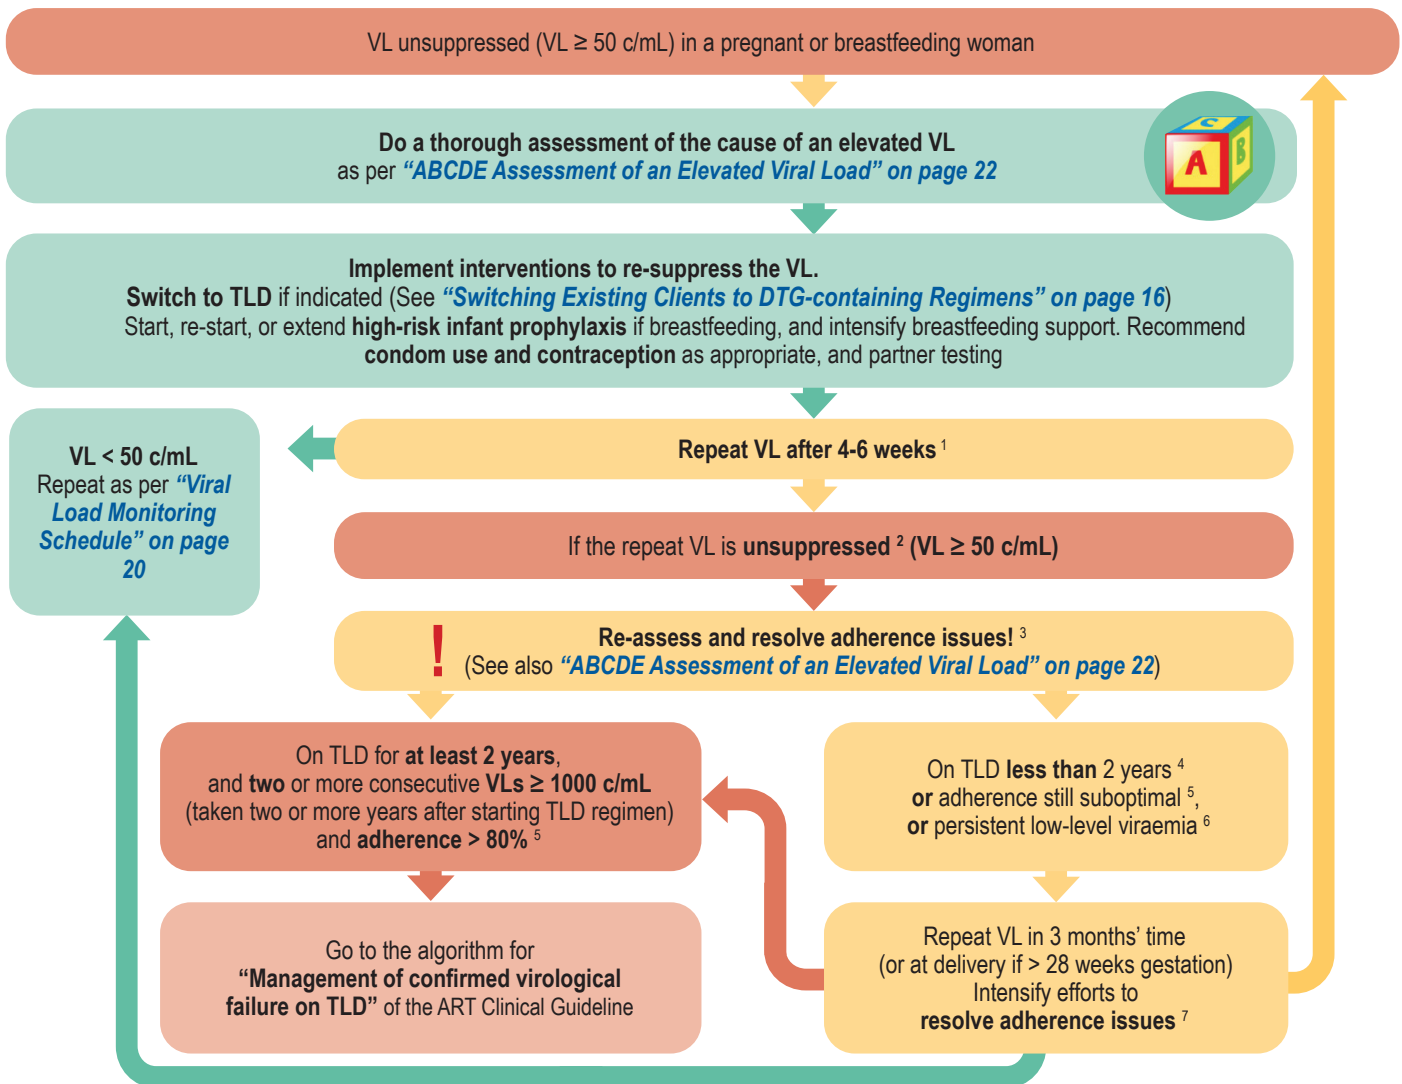 VL unsuppressed (VL ≥ 50 c/mL) in a pregnant or breastfeeding woman
Do a thorough assessment of the cause of an elevated VL
as per “ABCDE Assessment of an Elevated Viral Load” on page 22
C
A
B
Implement interventions to re-suppress the VL.
Switch to TLD if indicated (See “Switching Existing Clients to DTG-containing Regimens” on page 16)
Start, re-start, or extend high-risk infant prophylaxis if breastfeeding, and intensify breastfeeding support. Recommend
condom use and contraception as appropriate, and partner testing
Repeat VL after 4-6 weeks 1
VL < 50 c/mL
Repeat as per “Viral
Load Monitoring
Schedule” on page
20
If the repeat VL is unsuppressed 2 (VL ≥ 50 c/mL)
! Re-assess and resolve adherence issues! 3
(See also “ABCDE Assessment of an Elevated Viral Load” on page 22)
On TLD for at least 2 years,
and two or more consecutive VLs ≥ 1000 c/mL
(taken two or more years after starting TLD regimen)
and adherence > 80% 5
On TLD less than 2 years 4
or adherence still suboptimal 5,
or persistent low-level viraemia 6
Go to the algorithm for
“Management of confirmed virological
failure on TLD” of the ART Clinical Guideline
Repeat VL in 3 months’ time
(or at delivery if > 28 weeks gestation)
Intensify efforts to
resolve adherence issues 7